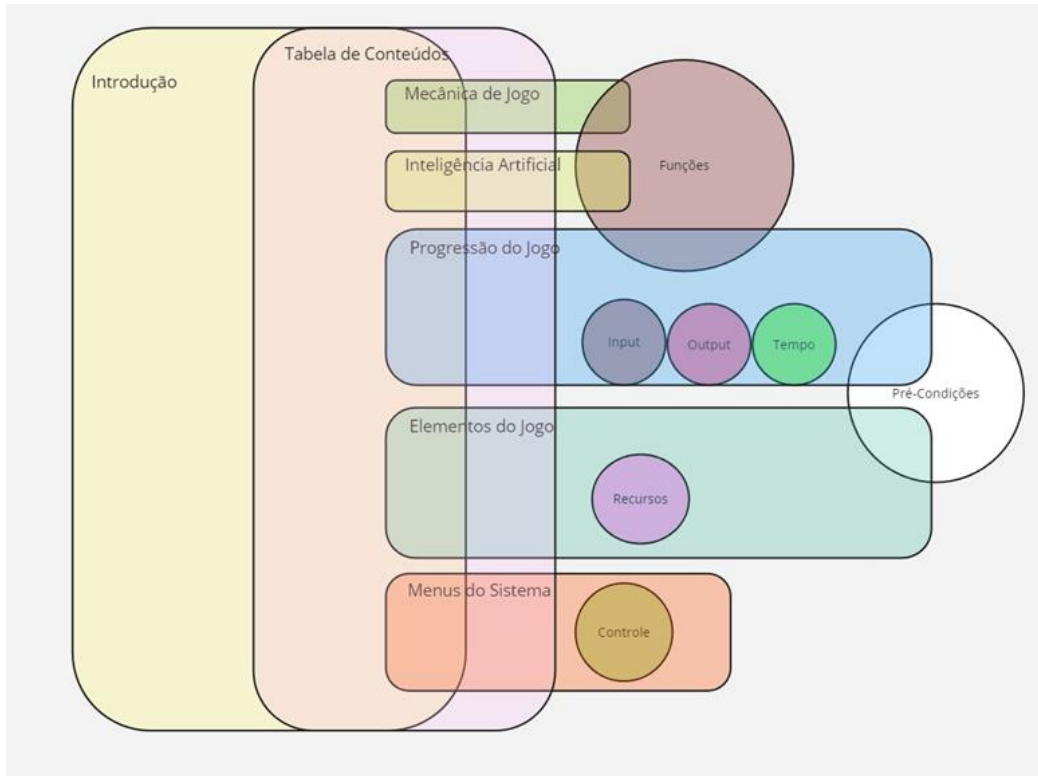 Tabela de Conteúdos
Introdução
Mecânica de Jogo
Inteligência Artificial
Funções
Progressão do Jogo
Input
Output
Tempo
Pré-Condições
Elementos do Jogo
Recursos
Menus do Sistema
Controle